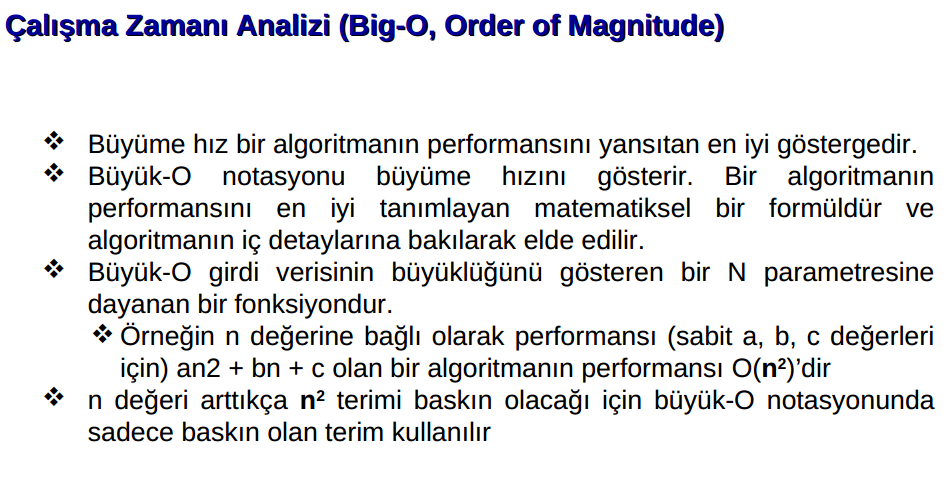 Çalışma Zamanı Analizi (Big-O, Order of Magnitude)
❖ Büyüme hız bir algoritmanın performansını yansıtan en iyi göstergedir.
❖ Büyük-O notasyonu büyüme hızını gösterir. Bir algoritmanın
performansını en iyi tanımlayan matematiksel bir formüldür ve
algoritmanın iç detaylarına bakılarak elde edilir.
❖ Büyük-O girdi verisinin büyüklüğünü gösteren bir N parametresine
dayanan bir fonksiyondur.
❖ Örneğin n değerine bağlı olarak performansı (sabit a, b, c değerleri
için) an2 + bn + c olan bir algoritmanın performansı O(n²)’dir
❖ n değeri arttıkça n² terimi baskın olacağı için büyük-O notasyonunda
sadece baskın olan terim kullanılır